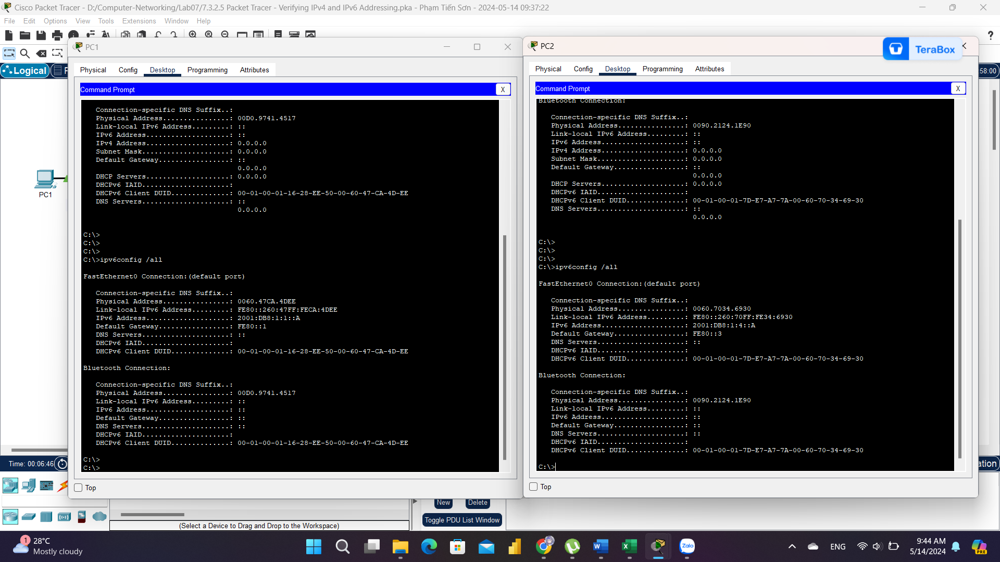 Cisco Packet Tracer - D:/Computer-Networking/Lab07/7.3.2.5 Packet Tracer - Verifying IPv4 and IPv6 Addressing.pka - Phạm Tiến Sơn - 2024-05-14 09:37:22
File Edit Options View Tools Extensions Window Help
Logical
PC1
Time: 00:06:46
PC1
Physical Config Desktop Programming Attributes
Command Prompt
X
Connection-specific DNS Suffix..:
Physical Address................: 00D0.9741.4517
Link-local IPv6 Address.........: ::
IPv6 Address....................: ::
IPv4 Address....................: 0.0.0.0
Subnet Mask.....................: 0.0.0.0
Default Gateway.................: ::
0.0.0.0
DHCP Servers....................: 0.0.0.0
DHCPv6 IAID.....................:
DHCPv6 Client DUID..............: 00-01-00-01-16-28-EE-50-00-60-47-CA-4D-EE
DNS Servers.....................: ::
0.0.0.0
C:\>
C:\>
C:\>
C:\>ipv6config /all
FastEthernet0 Connection:(default port)
Connection-specific DNS Suffix..:
Physical Address................: 0060.47CA.4DEE
Link-local IPv6 Address.........: FE80::260:47FF:FECA:4DEE
IPv6 Address....................: 2001:DB8:1:1::A
Default Gateway.................: FE80::1
DNS Servers.....................: ::
DHCPv6 IAID.....................:
DHCPv6 Client DUID..............: 00-01-00-01-16-28-EE-50-00-60-47-CA-4D-EE
Bluetooth Connection:
Connection-specific DNS Suffix..:
Physical Address................: 00D0.9741.4517
Link-local IPv6 Address.........: ::
IPv6 Address....................: ::
Default Gateway.................: ::
DNS Servers.....................: ::
DHCPv6 IAID.....................:
DHCPv6 Client DUID..............: 00-01-00-01-16-28-EE-50-00-60-47-CA-4D-EE
C:\>
C:\>
Top
PC2
TeraBox
58:00
Physical Config Desktop Programming Attributes
Command Prompt
X
Bluetooth Connection:
Connection-specific DNS Suffix..:
Physical Address................: 0090.2124.1E90
Link-local IPv6 Address.........: ::
IPv6 Address....................: ::
IPv4 Address....................: 0.0.0.0
Subnet Mask.....................: 0.0.0.0
Default Gateway.................: ::
0.0.0.0
DHCP Servers....................: 0.0.0.0
DHCPv6 IAID.....................:
DHCPv6 Client DUID..............: 00-01-00-01-7D-E7-A7-7A-00-60-70-34-69-30
DNS Servers.....................: ::
0.0.0.0
C:\>
C:\>
C:\>
C:\>ipv6config /all
FastEthernet0 Connection:(default port)
Connection-specific DNS Suffix..:
Physical Address................: 0060.7034.6930
Link-local IPv6 Address.........: FE80::260:70FF:FE34:6930
IPv6 Address....................: 2001:DB8:1:4::A
Default Gateway.................: FE80::3
DNS Servers.....................: ::
DHCPv6 IAID.....................:
DHCPv6 Client DUID..............: 00-01-00-01-7D-E7-A7-7A-00-60-70-34-69-30
Bluetooth Connection:
Connection-specific DNS Suffix..:
Physical Address................: 0090.2124.1E90
Link-local IPv6 Address.........: ::
IPv6 Address....................: ::
Default Gateway.................: ::
DNS Servers.....................: ::
DHCPv6 IAID.....................:
DHCPv6 Client DUID..............: 00-01-00-01-7D-E7-A7-7A-00-60-70-34-69-30
C:\>
Top
New Delete
Toggle PDU List Window
(Select a Device to Drag and Drop to the Workspace)
1
28°C
Mostly cloudy
Zalo
ENG
9:44 AM
5/14/2024
PRE